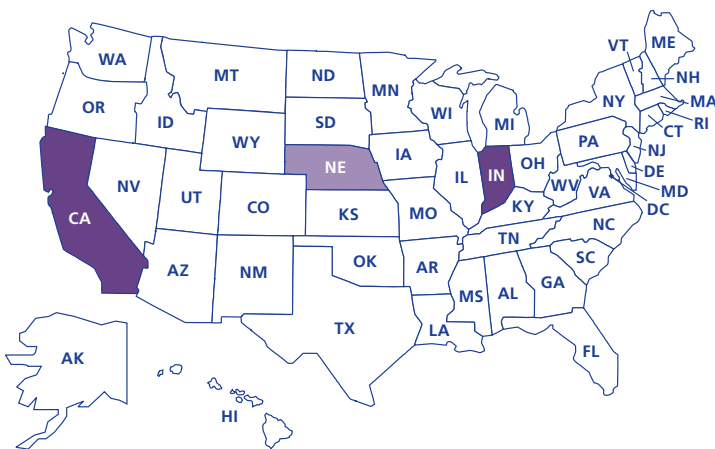 WA
MT
ND
MN
VT
ME
NH
MA
RI
CT
NY
OR
ID
WY
SD
WI
MI
PA
NJ
DE
MD
DC
NE
IA
IL
IN
OH
WV
VA
CA
NV
UT
CO
KS
MO
KY
NC
TN
AZ
NM
OK
AR
SC
MS
AL
GA
TX
LA
FL
AK
HI